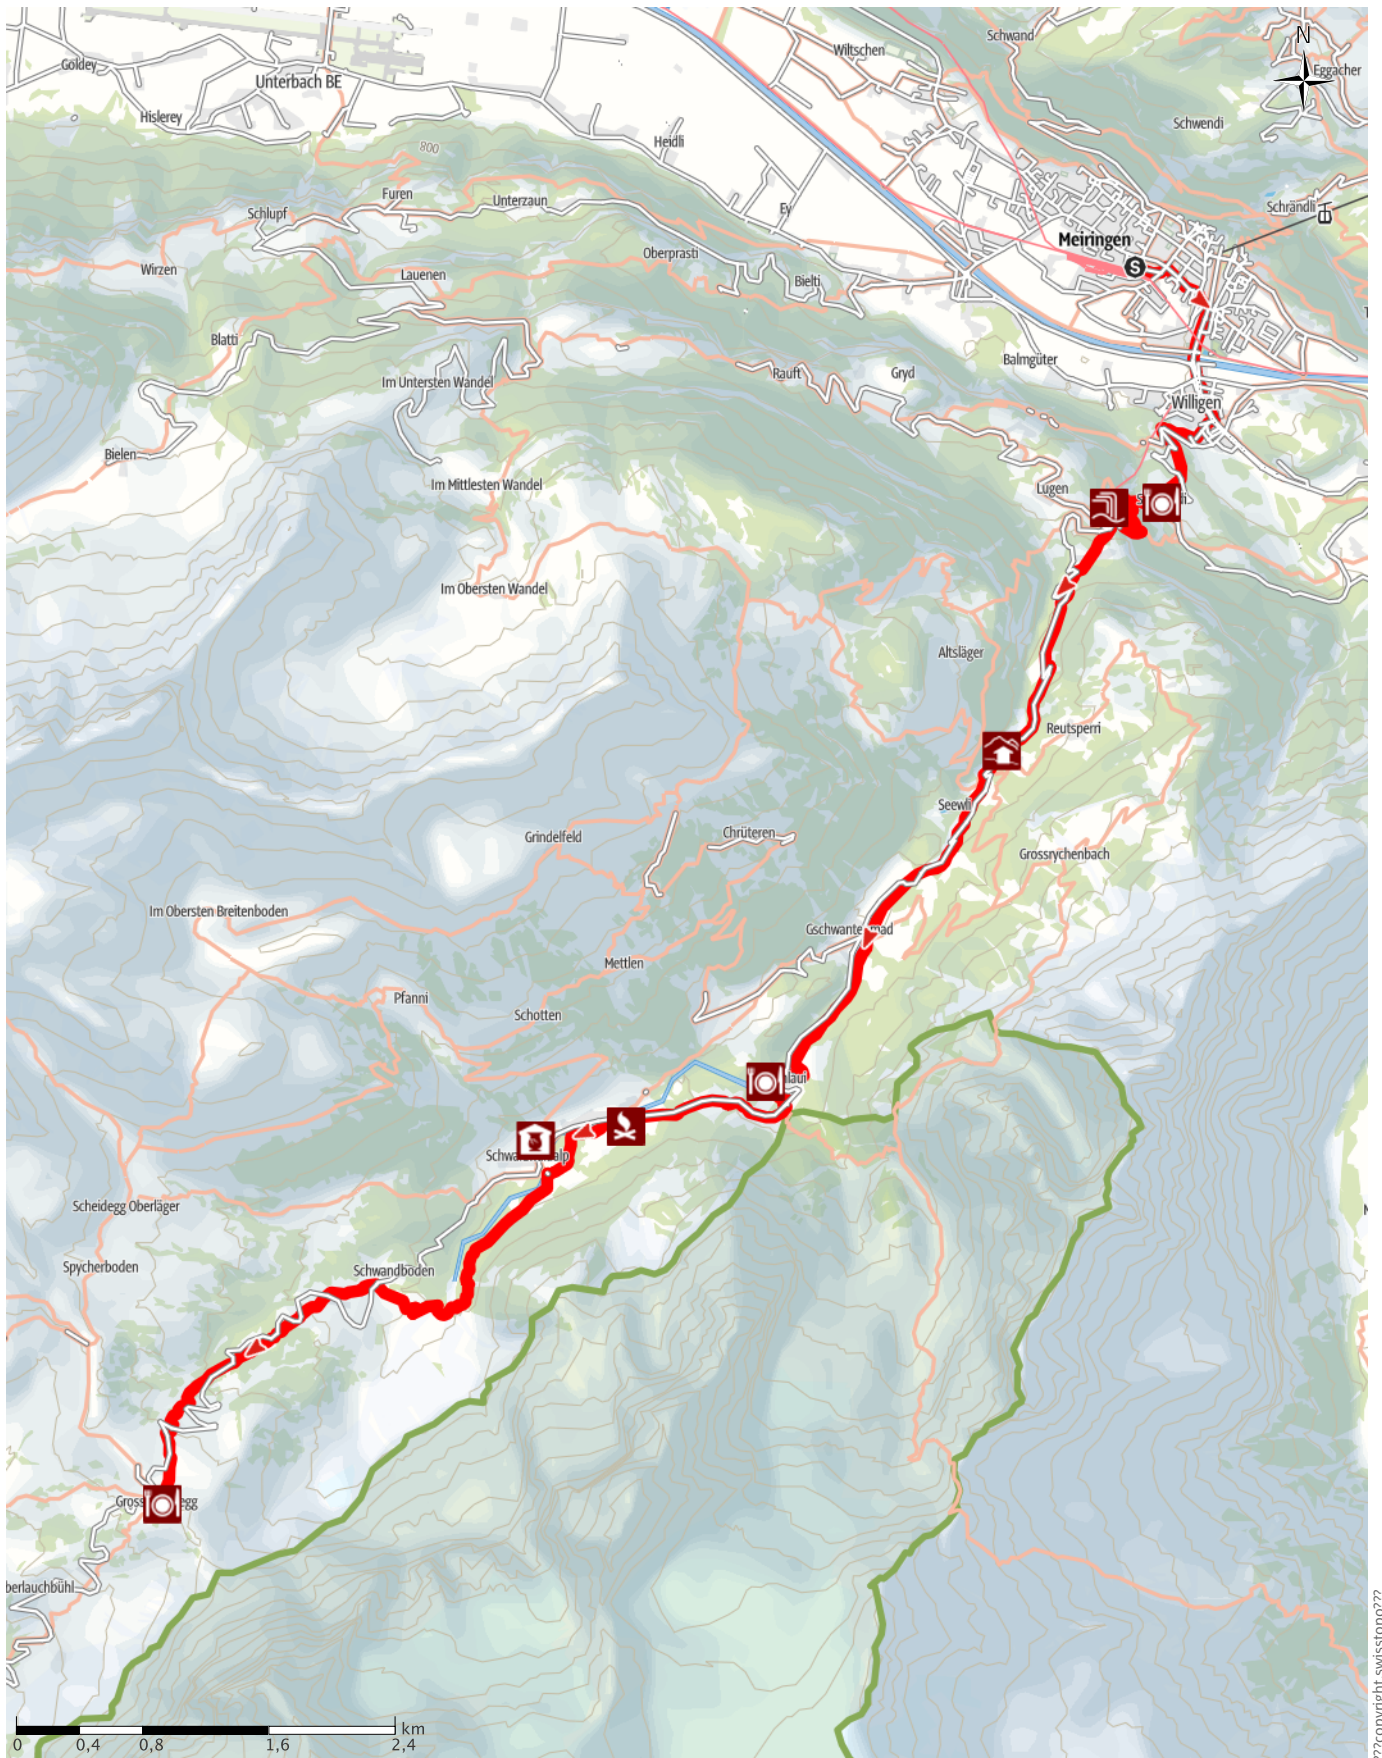 Goldey
Unterbach BE
Hislerey
Wiltschen
Schwand
N
Eggacher
Schwendi
Heidli
800
Furen
Unterzaun
Schlupf
Ey
Schrändli
Meiringen
S
Oberprasti
Wirzen
Lauenen
Bielti
Blatti
Balmgüter
Im Untersten Wandel
Rauft
Gryd
Willigen
Bielen
Im Mittlesten Wandel
Lugen
Im Obersten Wandel
Altsläger
Reutsperri
Seewli
Grindelfeld
Chrüteren
Grossrychenbach
Im Obersten Breitenboden
Mettlen
Pfanni
Schotten
Scheidegg Oberläger
Spycherboden
Schwandboden
berlauchbühl
km
0
0,4
0,8
1,6
2,4
??copyright swisstopo???